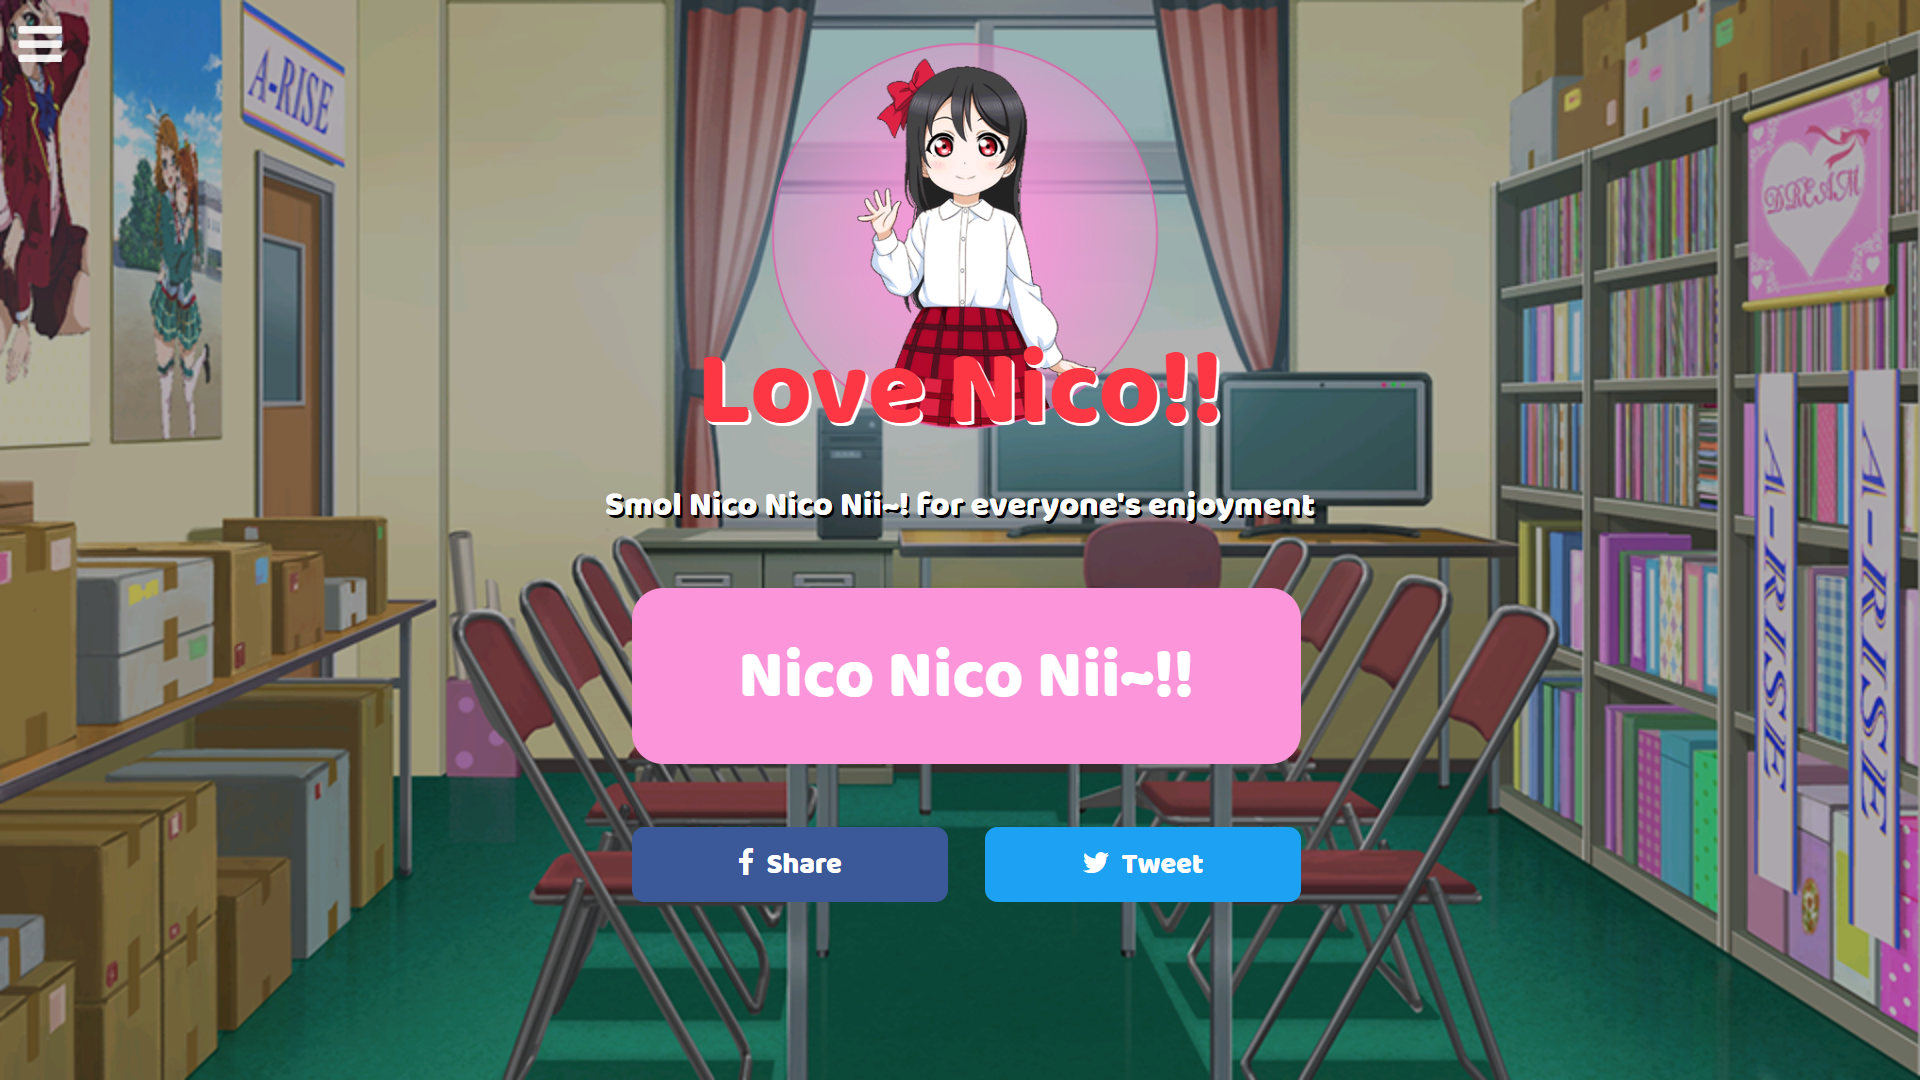 A-RISE
DREAM
Love Nico!!
Smol Nico Nico Nii~! for everyone's enjoyment
Nico Nico Nii~!!
Share
Tweet
A-RISE
A-RISE